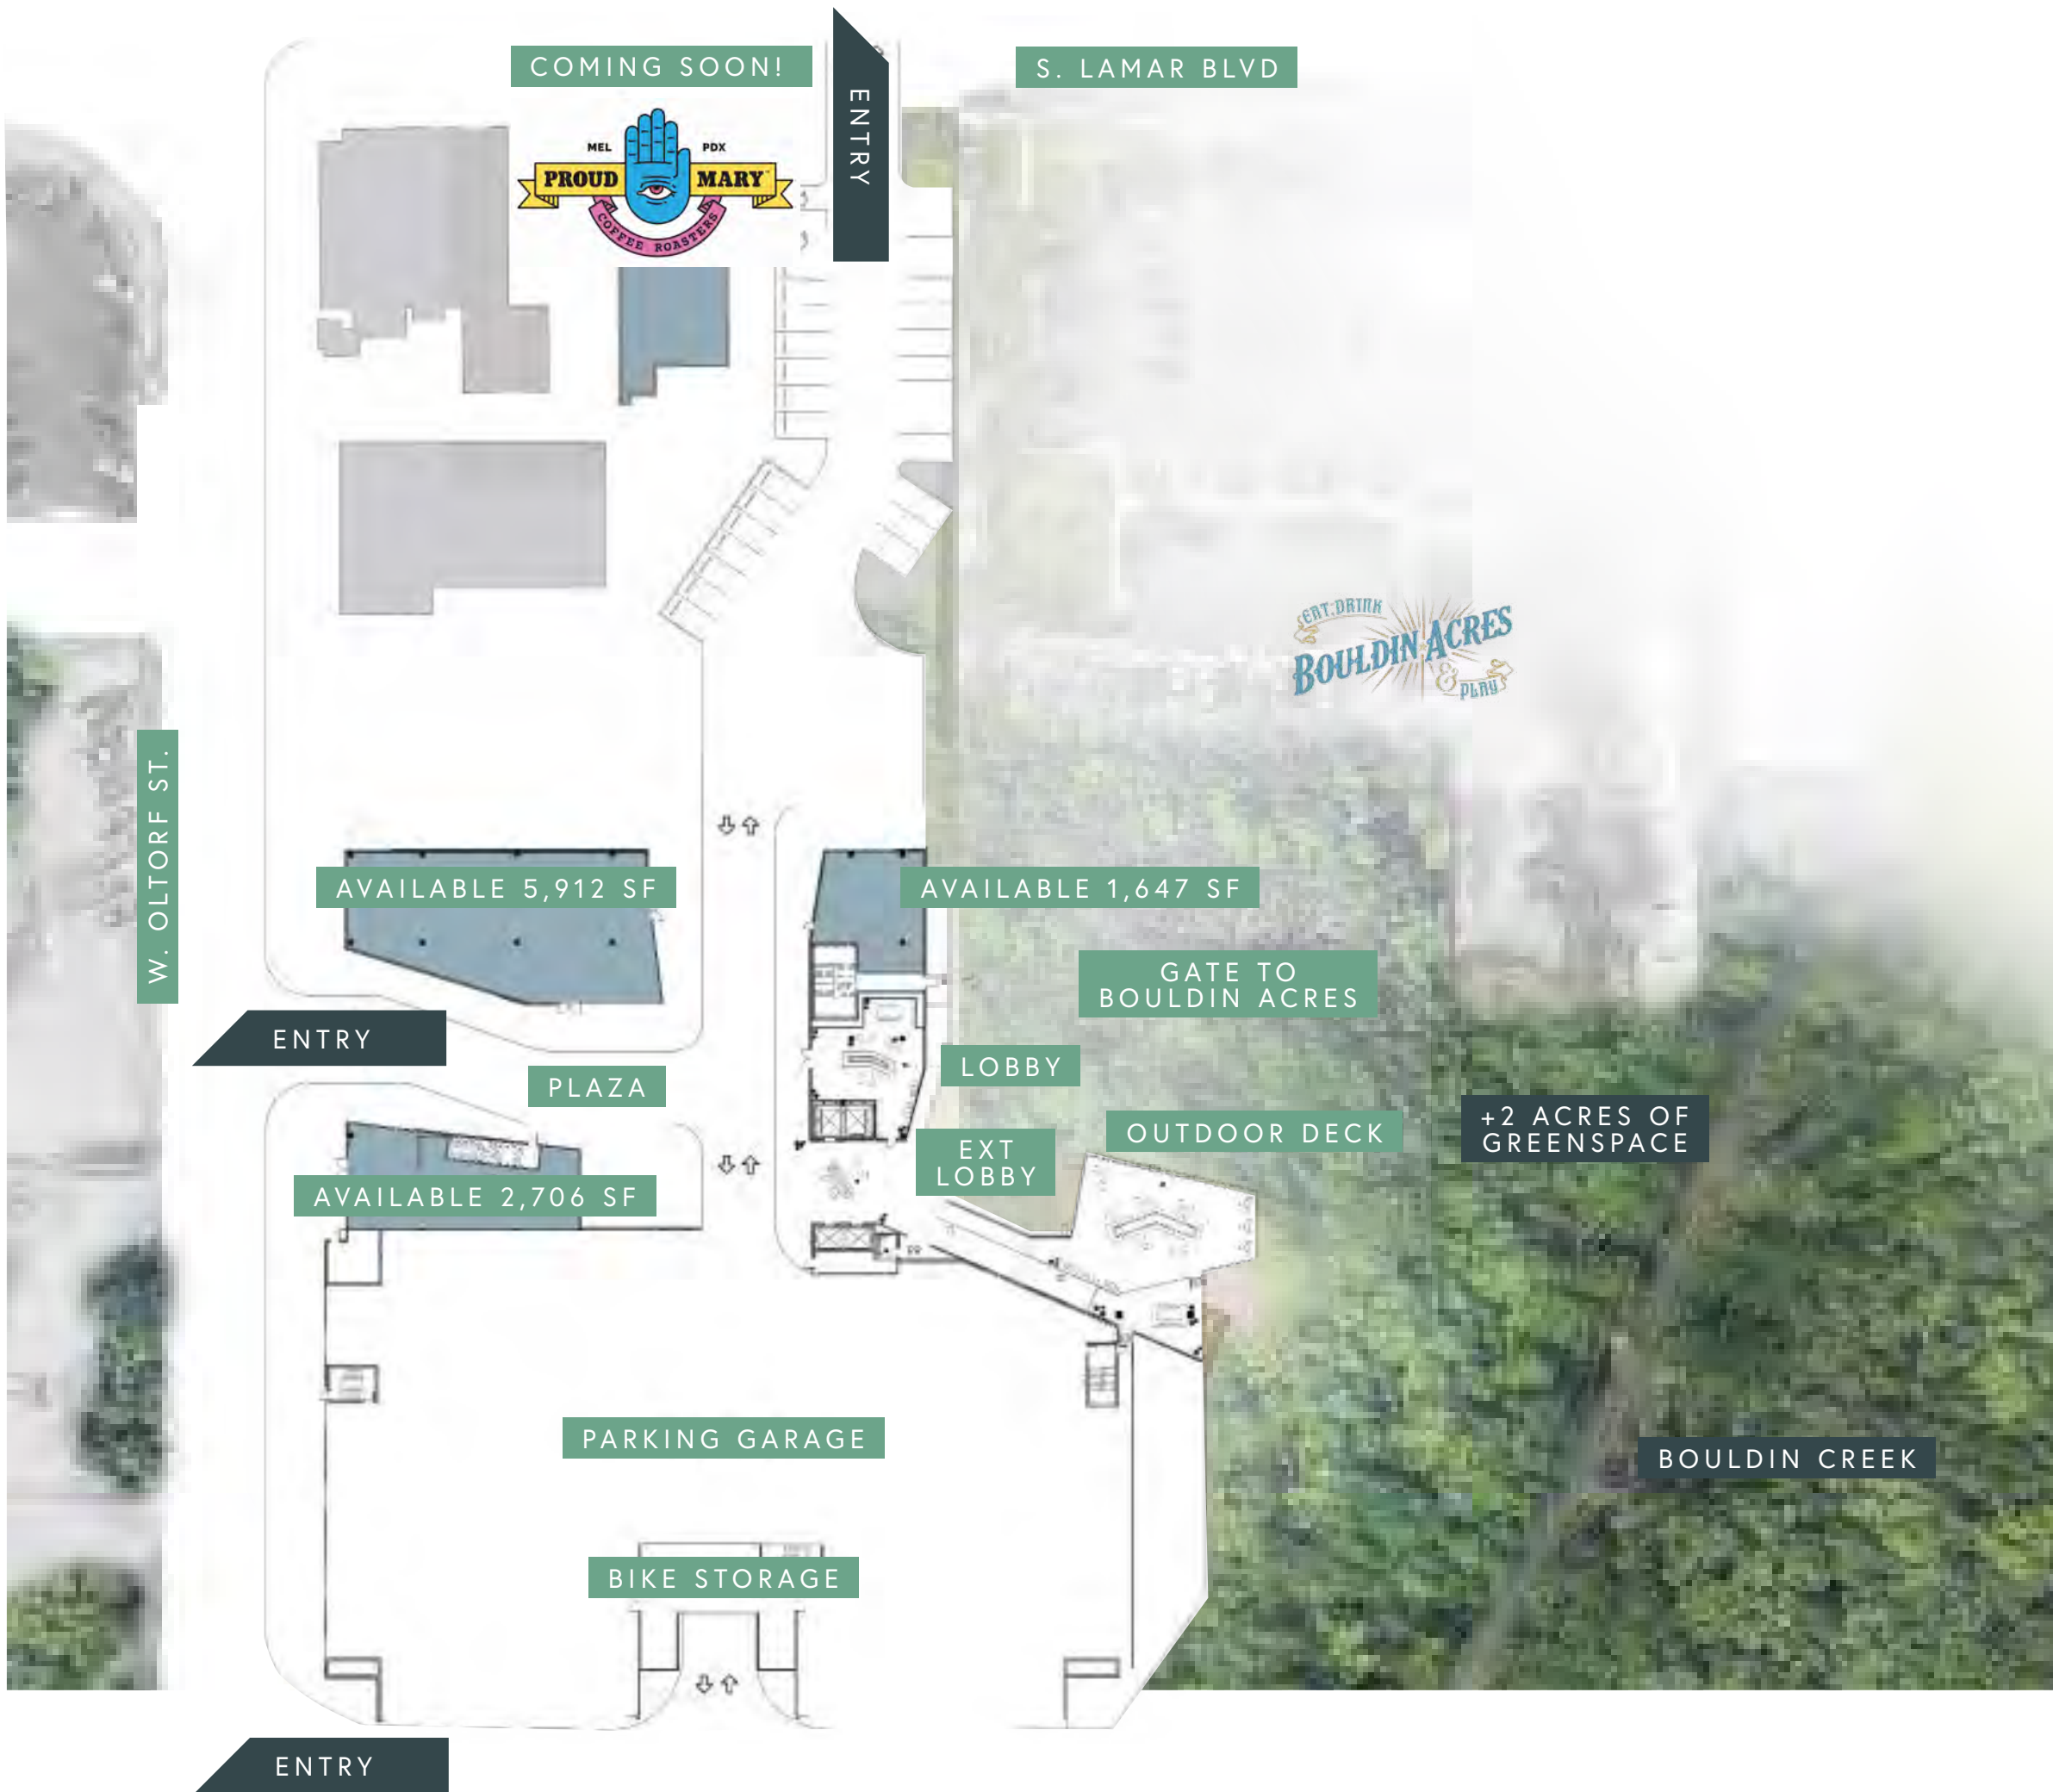 COMING SOON!
S. LAMAR BLVD
ENTRY
MEL PDX
PROUD MARY
COFFEE ROASTERS
EAT·DRINK
BOULDIN ACRES
& PLAY
W. OLTORF ST.
AVAILABLE 5,912 SF
AVAILABLE 1,647 SF
GATE TO
BOULDIN ACRES
ENTRY
LOBBY
PLAZA
+2 ACRES OF
GREENSPACE
OUTDOOR DECK
EXT
LOBBY
AVAILABLE 2,706 SF
PARKING GARAGE
BOULDIN CREEK
BIKE STORAGE
ENTRY